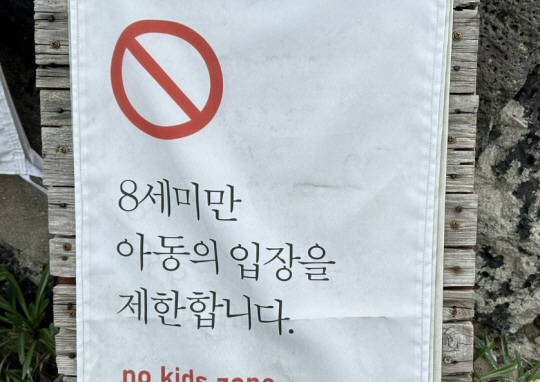 8세미만
아동의 입장을
제한합니다.
no kids zone